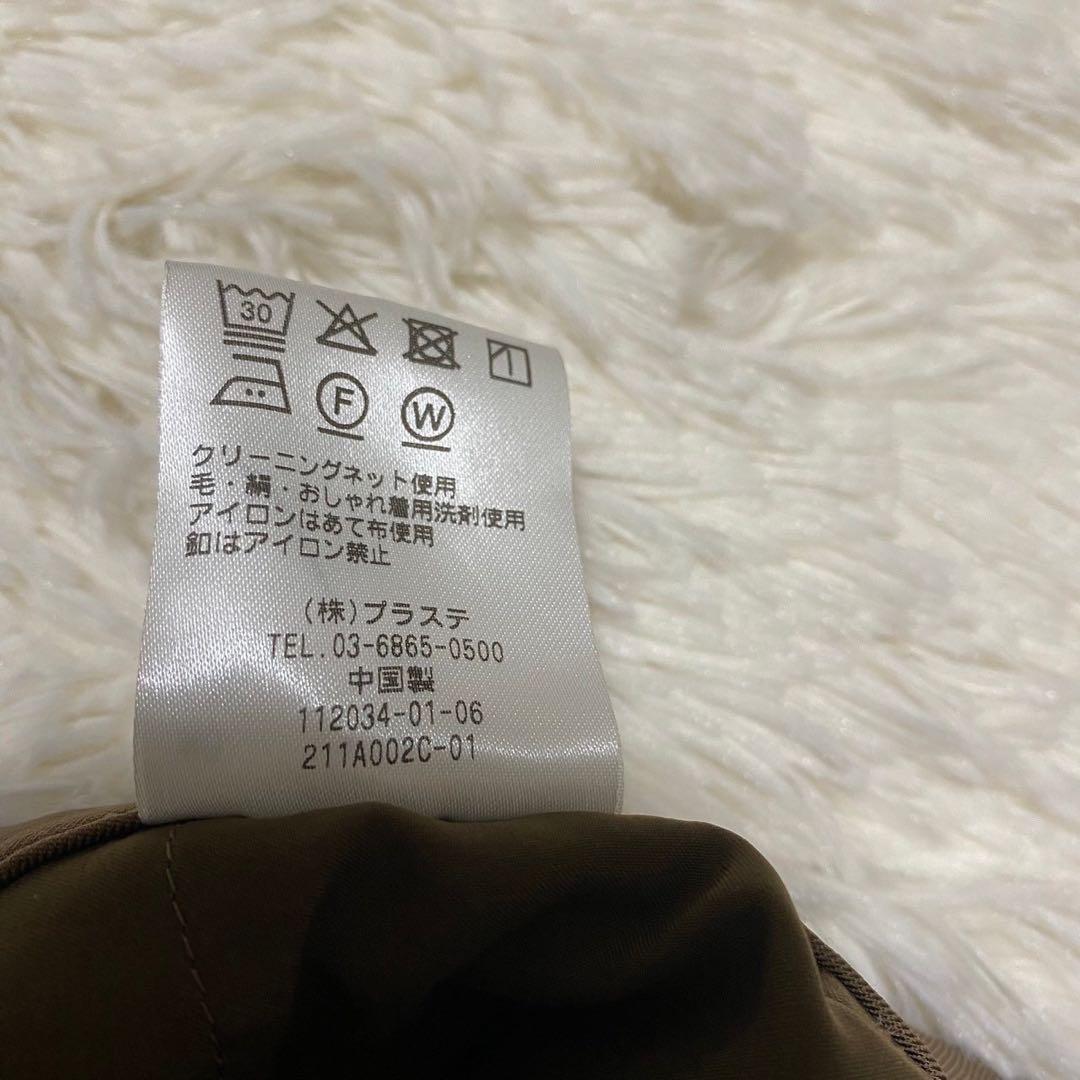 30
F W
クリーニングネット使用
毛・絹・おしゃれ着用洗剤使用
アイロンはあて布使用
釦はアイロン禁止
(株)プラステ
TEL.03-6865-0500
中国製
112034-01-06
211A002C-01